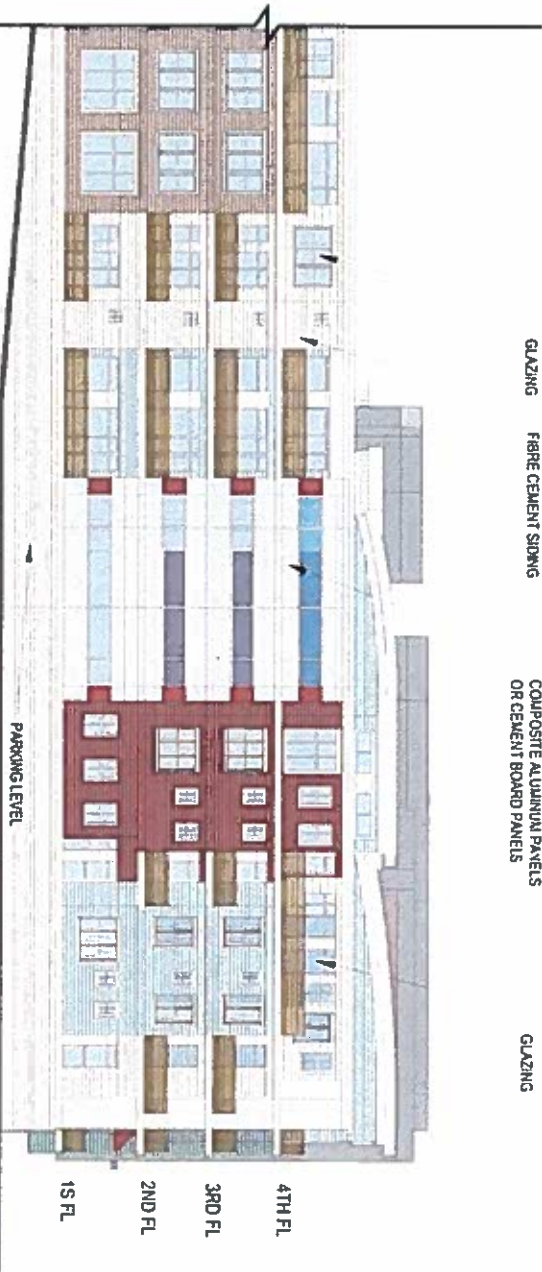 GLAZING
FIBRE CEMENT SIDING
COMPOSITE ALUMINUM PAYELS
OR CEMENT BOARD PANELS
GLAZING
4TH FL
3RD FL
2ND FL
1S FL
PARKING LEVEL